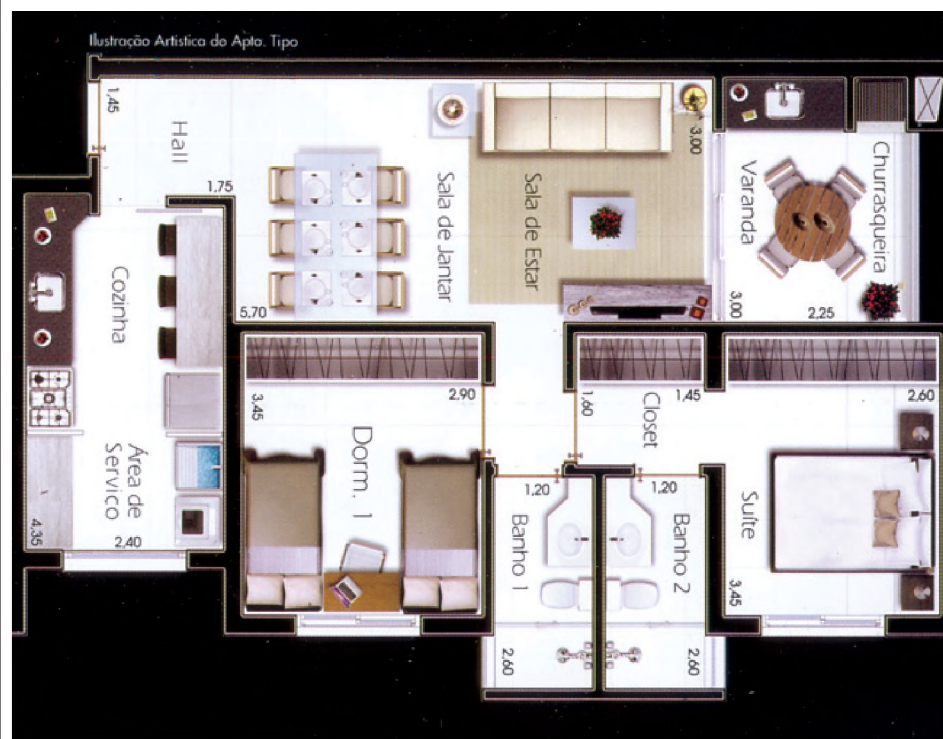 Ilustração Artística do Apto. Tipo
1,45
Hall
1,75
Sala de Jantar
Sala de Estar
3,00
Varanda
Churrasqueira
5,70
3,00
2,25
Cozinha
Área de
Servico
4,35
2,40
3,45
2,90
Dorm. 1
1,60
Closet
1,45
2,60
Suíte
3,45
1,20
Banho 1
2,60
1,20
Banho 2
2,60